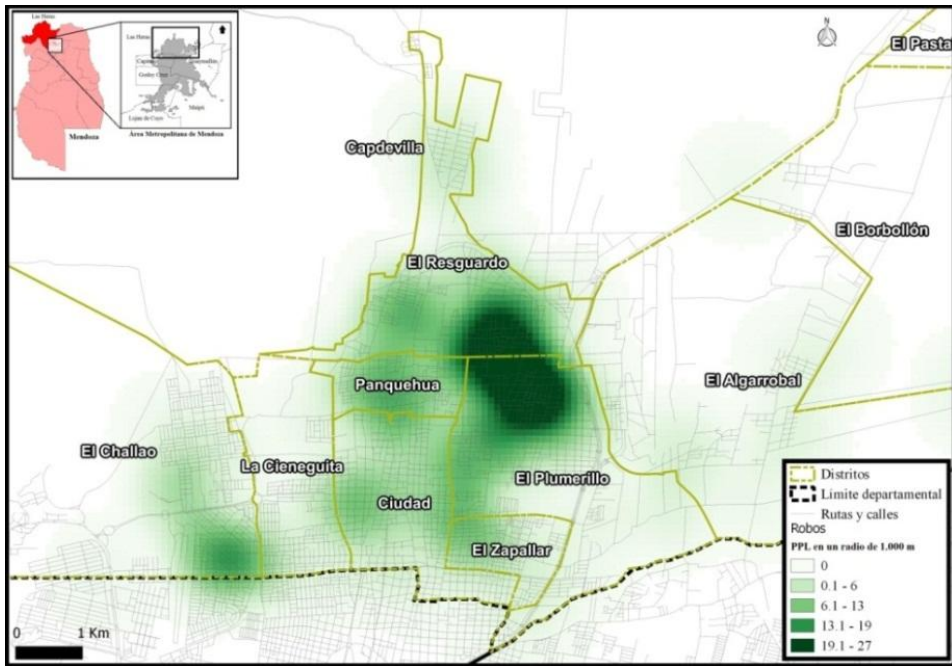 Las Heras
Las Heras
Capital
Guaymallén
Godoy Cruz
Maipú
Luján de Cuyo
Mendoza
Área Metropolitana de Mendoza
N
El Pasta
Capdevilla
El Borbollón
El Resguardo
Panquehua
El Algarrobal
El Challao
La Cieneguita
El Plumerillo
Ciudad
El Zapallar
Distritos
Límite departamental
Rutas y calles
Robos
PPL en un radio de 1.000 m
0
0.1 - 6
6.1 - 13
13.1 - 19
19.1 - 27
0 1 Km